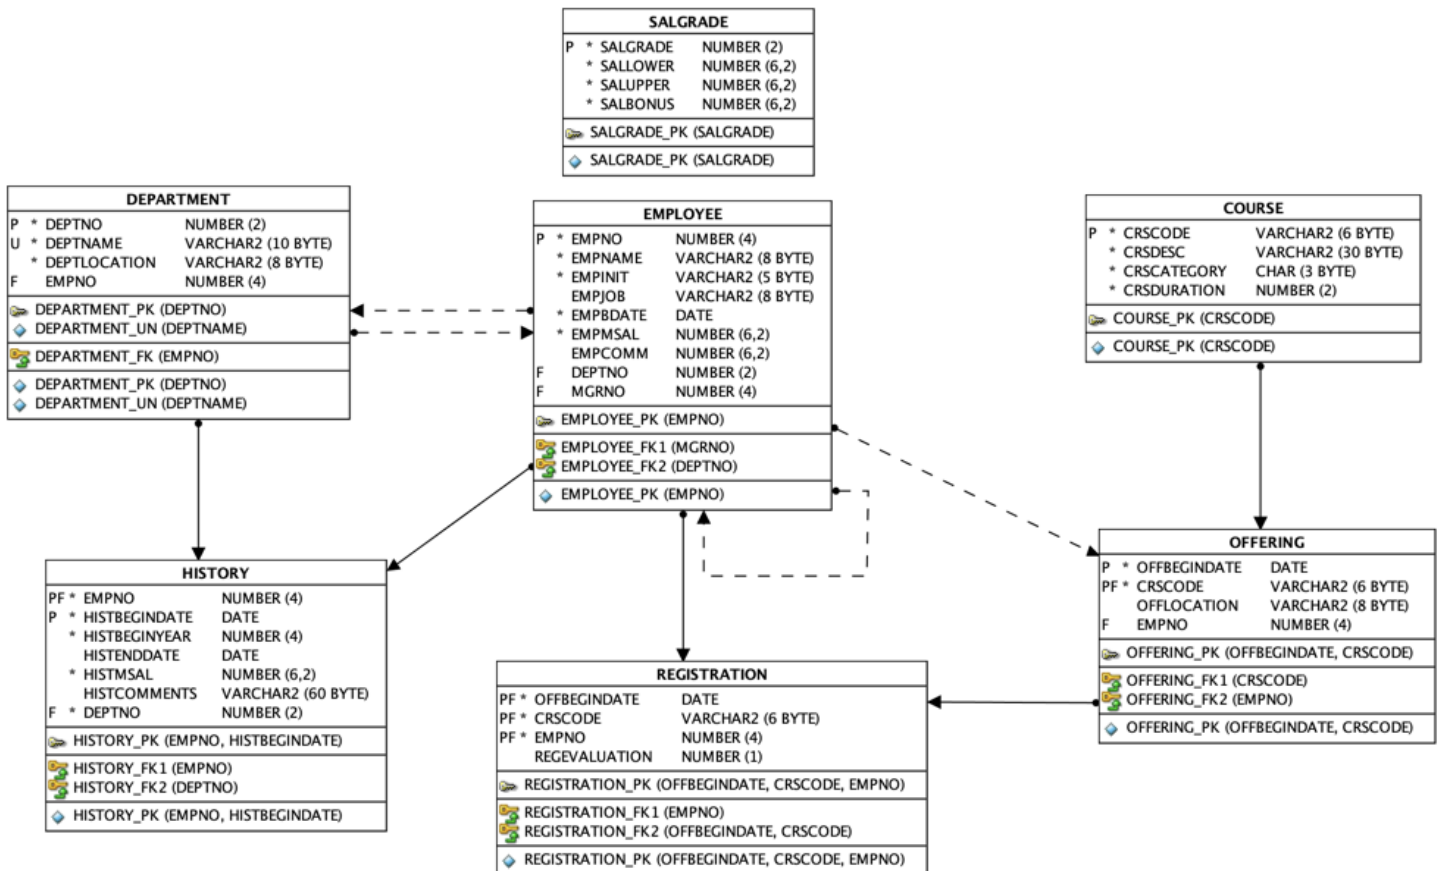 SALGRADE
P * SALGRADE NUMBER (2)
* SALLOWER NUMBER (6,2)
* SALUPPER NUMBER (6,2)
* SALBONUS NUMBER (6,2)
SALGRADE_PK (SALGRADE)
SALGRADE_PK (SALGRADE)
DEPARTMENT
P * DEPTNO NUMBER (2)
U * DEPTNAME VARCHAR2 (10 BYTE)
* DEPTLOCATION VARCHAR2 (8 BYTE)
F EMPNO NUMBER (4)
DEPARTMENT_PK (DEPTNO)
DEPARTMENT_UN (DEPTNAME)
DEPARTMENT_FK (EMPNO)
DEPARTMENT_PK (DEPTNO)
DEPARTMENT_UN (DEPTNAME)
EMPLOYEE
P * EMPNO NUMBER (4)
* EMPNAME VARCHAR2 (8 BYTE)
* EMPINIT VARCHAR2 (5 BYTE)
EMPJOB VARCHAR2 (8 BYTE)
* EMPBDATE DATE
* EMPMSAL NUMBER (6,2)
EMPCOMM NUMBER (6,2)
F DEPTNO NUMBER (2)
F MGRNO NUMBER (4)
EMPLOYEE_PK (EMPNO)
EMPLOYEE_FK1 (MGRNO)
EMPLOYEE_FK2 (DEPTNO)
EMPLOYEE_PK (EMPNO)
COURSE
P * CRSCODE VARCHAR2 (6 BYTE)
* CRSDESC VARCHAR2 (30 BYTE)
* CRSCATEGORY CHAR (3 BYTE)
* CRSDURATION NUMBER (2)
COURSE_PK (CRSCODE)
COURSE_PK (CRSCODE)
HISTORY
PF * EMPNO NUMBER (4)
P * HISTBEGINDATE DATE
* HISTBEGINYEAR NUMBER (4)
HISTENDDATE DATE
* HISTMSAL NUMBER (6,2)
HISTCOMMENTS VARCHAR2 (60 BYTE)
F * DEPTNO NUMBER (2)
HISTORY_PK (EMPNO, HISTBEGINDATE)
HISTORY_FK1 (EMPNO)
HISTORY_FK2 (DEPTNO)
HISTORY_PK (EMPNO, HISTBEGINDATE)
REGISTRATION
PF * OFFBEGINDATE DATE
PF * CRSCODE VARCHAR2 (6 BYTE)
PF * EMPNO NUMBER (4)
REGEVALUATION NUMBER (1)
REGISTRATION_PK (OFFBEGINDATE, CRSCODE, EMPNO)
REGISTRATION_FK1 (EMPNO)
REGISTRATION_FK2 (OFFBEGINDATE, CRSCODE)
REGISTRATION_PK (OFFBEGINDATE, CRSCODE, EMPNO)
OFFERING
P * OFFBEGINDATE DATE
PF * CRSCODE VARCHAR2 (6 BYTE)
OFFLOCATION VARCHAR2 (8 BYTE)
F EMPNO NUMBER (4)
OFFERING_PK (OFFBEGINDATE, CRSCODE)
OFFERING_FK1 (CRSCODE)
OFFERING_FK2 (EMPNO)
OFFERING_PK (OFFBEGINDATE, CRSCODE)